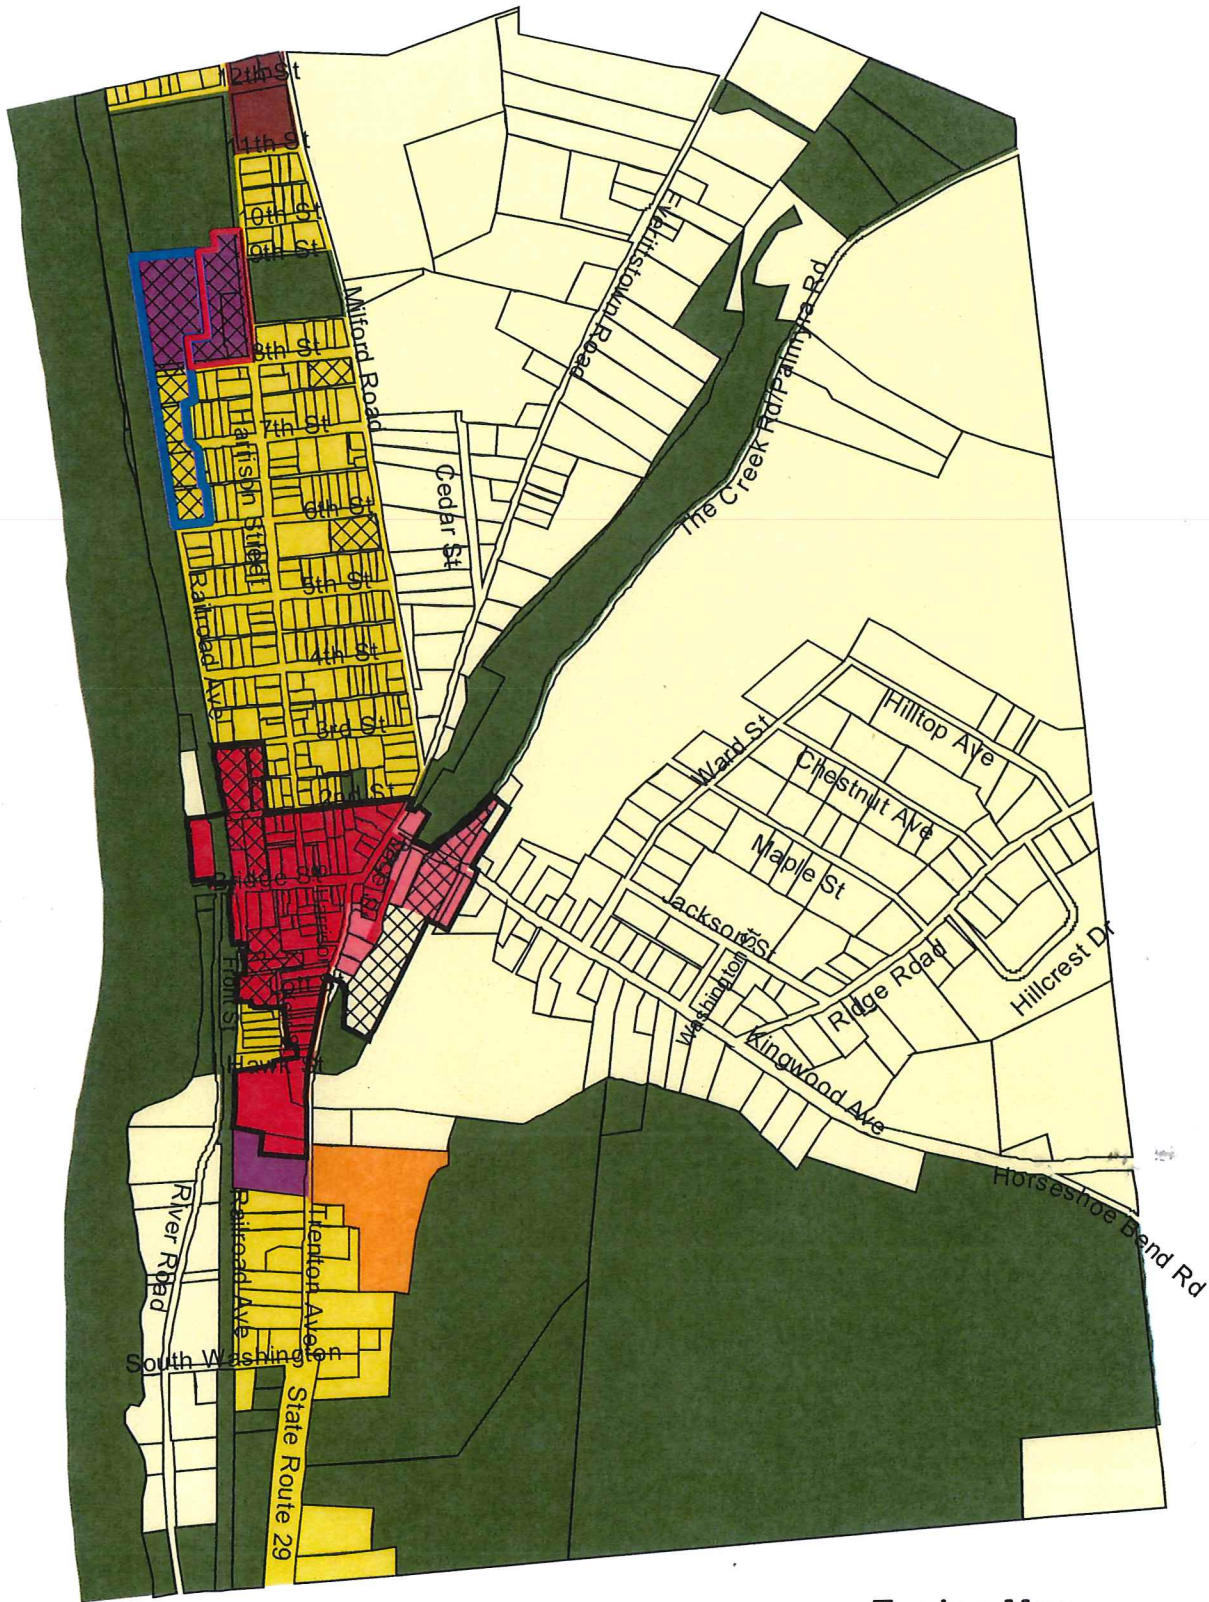 12th St
11th St
10th St
9th St
8th St
7th St
6th St
5th St
4th St
3rd St
2nd St
Milford Road
Everittstown Road
The Creek Rd/Palmyra Rd
Harrison Street
Cedar St
Railroad Ave
Ward St
Hilltop Ave
Chestnut Ave
Maple St
Jackson St
Washington St
Ridge Road
Hillcrest Dr
Kingwood Ave
Horseshoe Bend Rd
Bridge St
Race St
Front St
Hawk St
River Road
Railroad Ave
Trenton Ave
South Washington
State Route 29